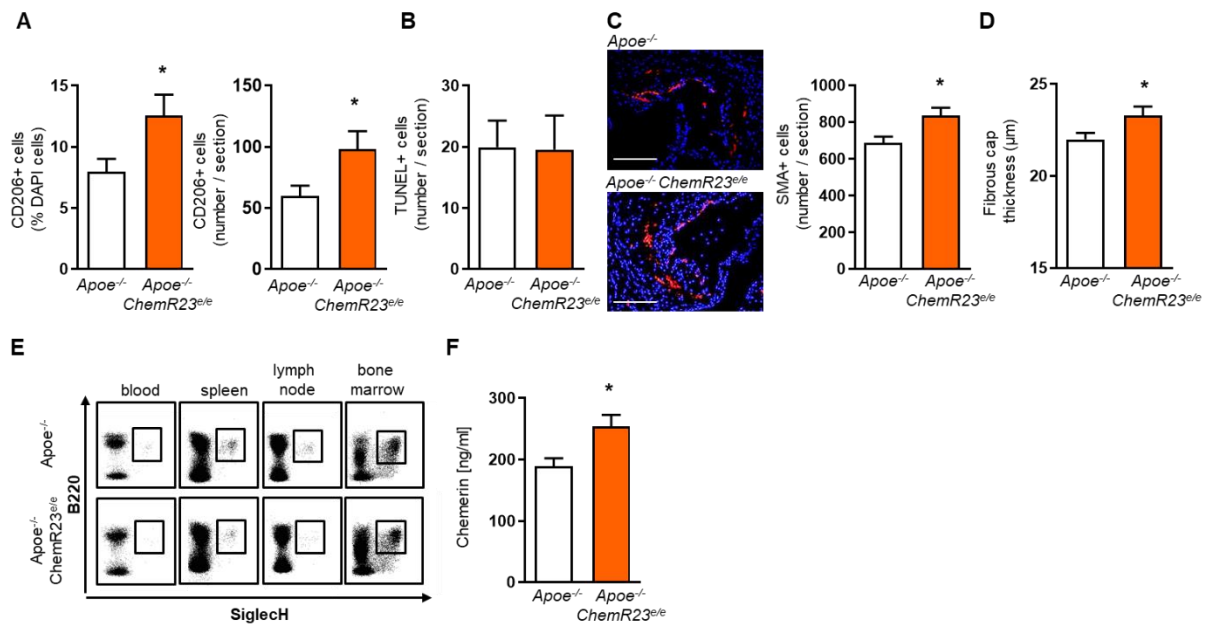 A
CD206+ cells
(% DAPI cells)
15
10
5
0
*
Apoe-/-
Apoe-/-
ChemR23e/e
CD206+ cells
(number / section)
150
100
50
0
*
Apoe-/-
Apoe-/-
ChemR23e/e
B
TUNEL+ cells
(number / section)
30
20
10
0
Apoe-/-
Apoe-/-
ChemR23e/e
C
Apoe-/-
Apoe-/- ChemR23e/e
SMA+ cells
(number / section)
1000
800
600
400
200
0
*
Apoe-/-
Apoe-/-
ChemR23e/e
D
Fibrous cap
thickness (µm)
25
22
20
15
*
Apoe-/-
Apoe-/-
ChemR23e/e
E
blood
spleen
lymph
node
bone
marrow
Apoe-/-
Apoe-/-
ChemR23e/e
B220
SiglecH
F
Chemerin [ng/ml]
300
200
100
0
*
Apoe-/-
Apoe-/-
ChemR23e/e